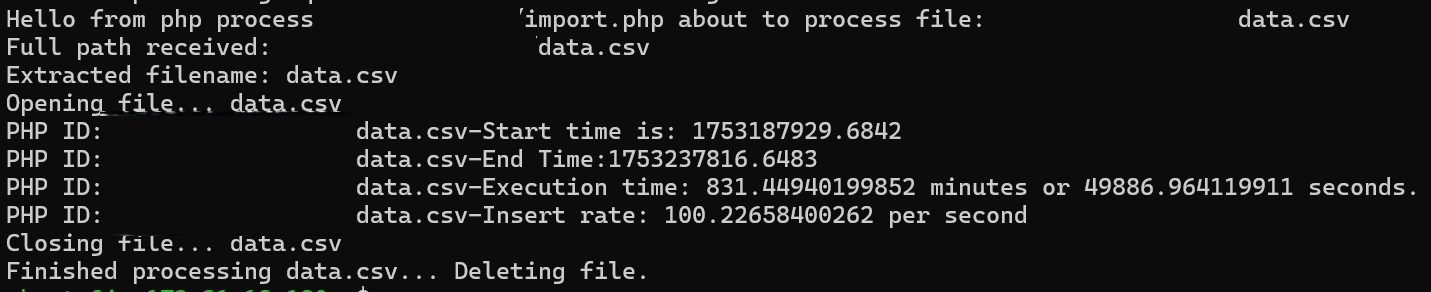 Hello from php process /import.php about to process file: data.csv
Full path received: data.csv
Extracted filename: data.csv
Opening file... data.csv
PHP ID: data.csv-Start time is: 1753187929.6842
PHP ID: data.csv-End Time:1753237816.6483
PHP ID: data.csv-Execution time: 831.44940199852 minutes or 49886.964119911 seconds.
PHP ID: data.csv-Insert rate: 100.22658400262 per second
Closing file... data.csv
Finished processing data.csv... Deleting file.